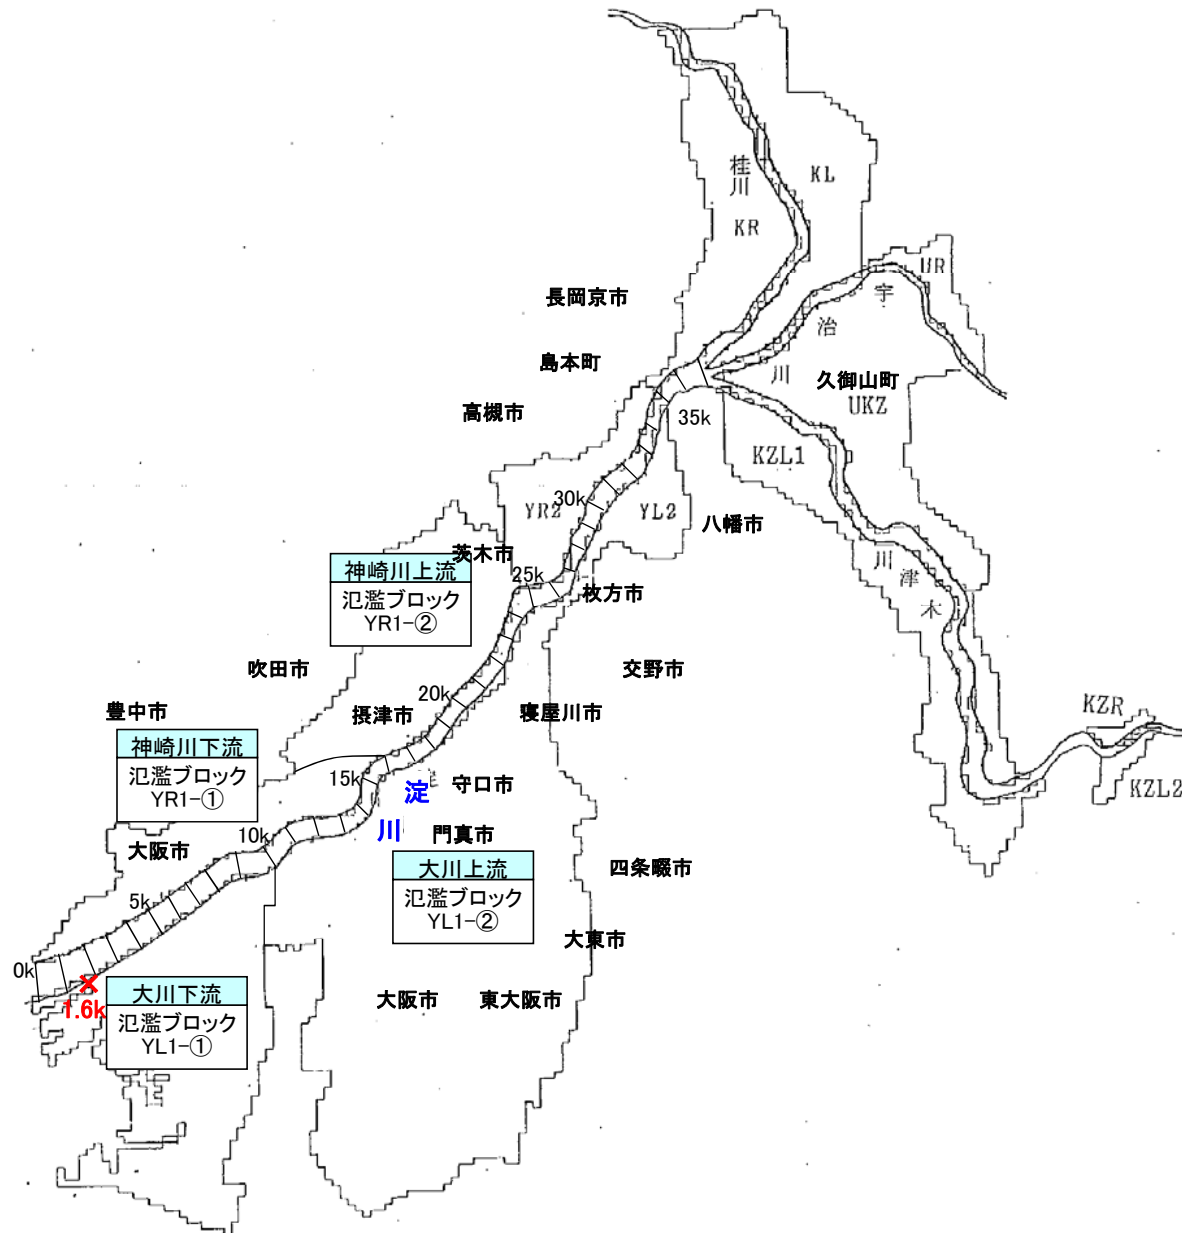 桂
川
KL
KR
UR
宇
治
川
長岡京市
島本町
久御山町
UKZ
高槻市
35k
KZL1
30k
YR2
YL2
八幡市
茨木市
神崎川上流
氾濫ブロック
YR1-②
25k
枚方市
川
津
木
吹田市
交野市
20k
豊中市
摂津市
寝屋川市
KZR
神崎川下流
氾濫ブロック
YR1-①
15k
淀
川
守口市
KZL2
10k
門真市
大阪市
大川上流
氾濫ブロック
YL1-②
四条畷市
5k
大東市
0k
1.6k
大川下流
氾濫ブロック
YL1-①
大阪市
東大阪市